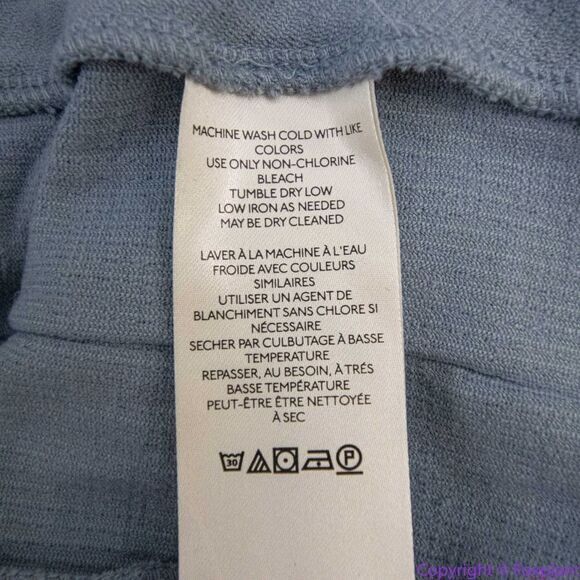 MACHINE WASH COLD WITH LIKE
COLORS
USE ONLY NON-CHLORINE
BLEACH
TUMBLE DRY LOW
LOW IRON AS NEEDED
MAY BE DRY CLEANED
LAVER À LA MACHINE À L'EAU
FROIDE AVEC COULEURS
SIMILAIRES
UTILISER UN AGENT DE
BLANCHIMENT SANS CHLORE SI
NÉCESSAIRE
SECHER PAR CULBUTAGE À BASSE
TEMPERATURE
REPASSER, AU BESOIN, À TRÉS
BASSE TEMPÉRATURE
PEUT-ÊTRE ÊTRE NETTOYÉE
À SEC
30 P
Copyright